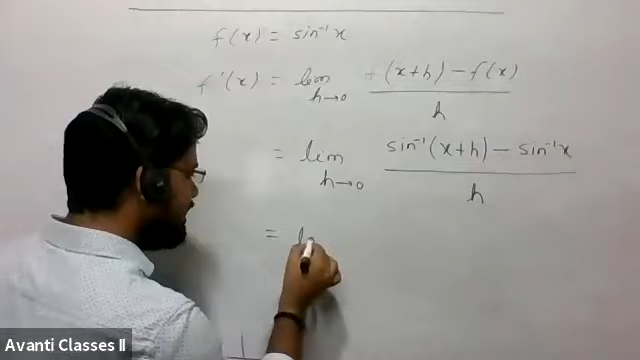 f(x) = sin⁻¹x
f'(x) = lim h→0 f(x+h) − f(x) / h
= lim h→0 sin⁻¹(x+h) − sin⁻¹x / h
=
Avanti Classes II